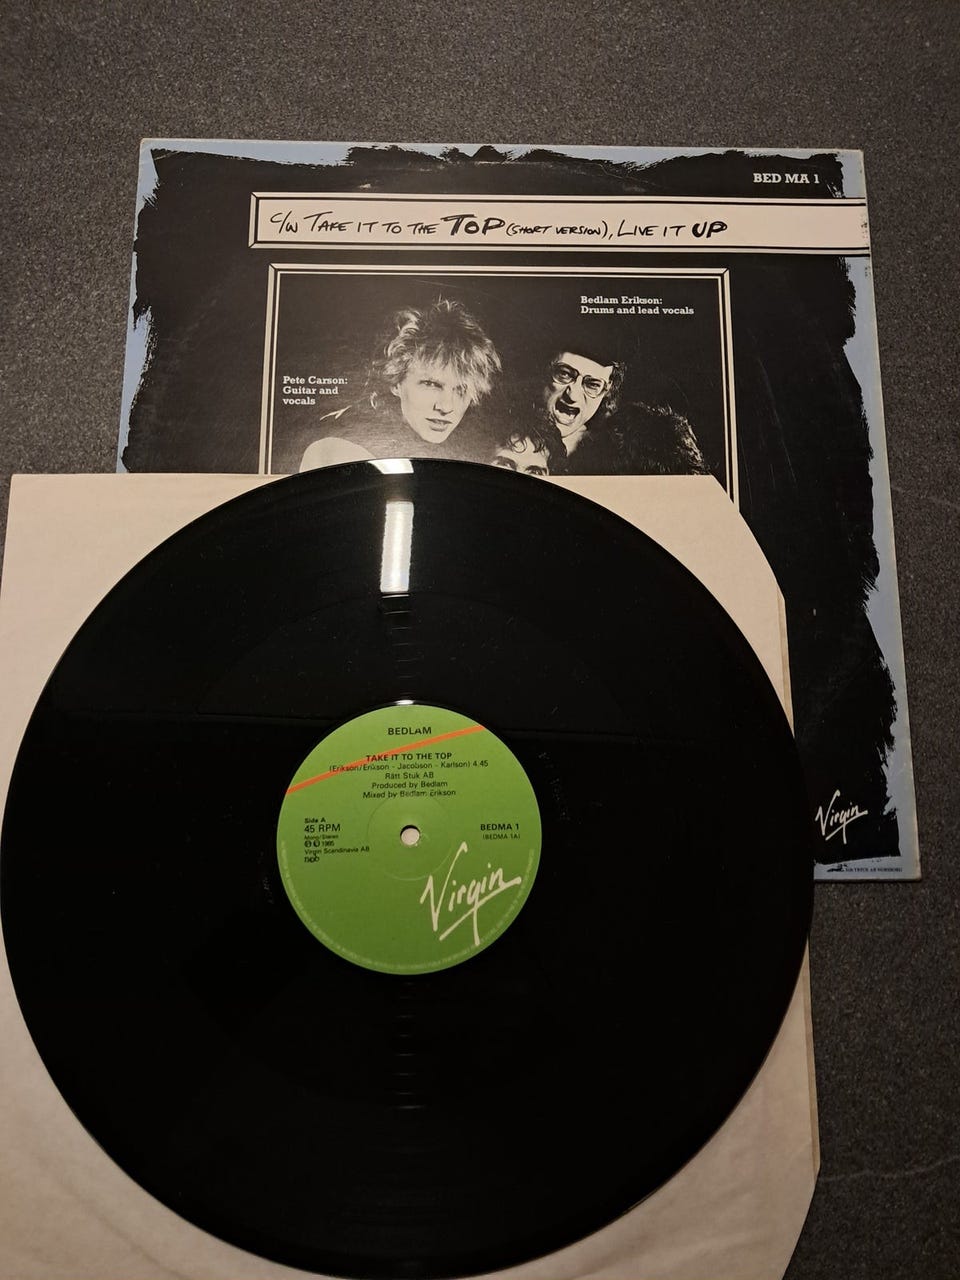 BED MA 1
C/W TAKE IT TO THE TOP (SHORT VERSION), LIVE IT UP
Bedlam Erikson:
Drums and lead vocals
Pete Carson:
Guitar and
vocals
BEDLAM
TAKE IT TO THE TOP
(Erikson/Erikson - Jacobson - Karlson) 4.45
Rätt Stuk AB
Produced by Bedlam
Mixed by Bedlam Erikson
Side A
45 RPM
Mono/Stereo
℗ © 1985
Virgin Scandinavia AB
ncb
BEDMA 1
(BEDMA 1A)
Virgin
Virgin